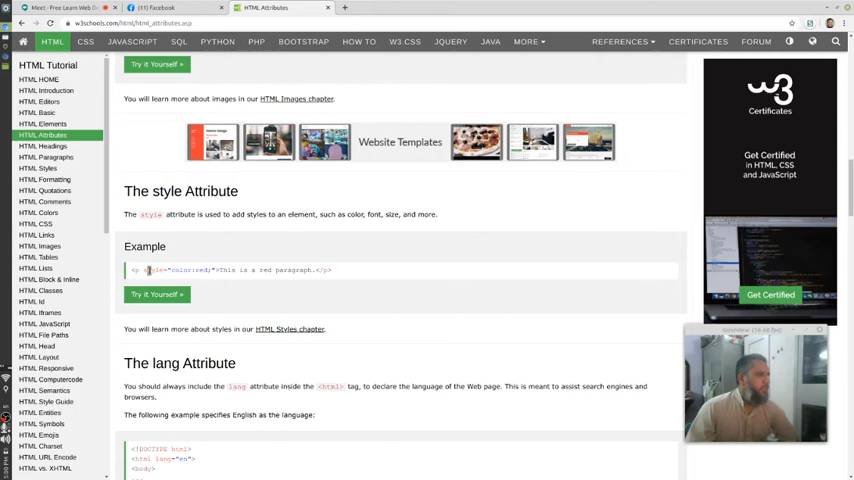 Meet - Free Learn Web D
(11) Facebook
HTML Attributes
w3schools.com/html/html_attributes.asp
HTML CSS JAVASCRIPT SQL PYTHON PHP BOOTSTRAP HOW TO W3.CSS JQUERY JAVA MORE REFERENCES CERTIFICATES FORUM
HTML Tutorial
HTML HOME
HTML Introduction
HTML Editors
HTML Basic
HTML Elements
HTML Attributes
HTML Headings
HTML Paragraphs
HTML Styles
HTML Formatting
HTML Quotations
HTML Comments
HTML Colors
HTML CSS
HTML Links
HTML Images
HTML Tables
HTML Lists
HTML Block & Inline
HTML Classes
HTML Id
HTML Iframes
HTML JavaScript
HTML File Paths
HTML Head
HTML Layout
HTML Responsive
HTML Computercode
HTML Semantics
HTML Style Guide
HTML Entities
HTML Symbols
HTML Emojis
HTML Charset
HTML URL Encode
HTML vs. XHTML
Try it Yourself »
You will learn more about images in our HTML Images chapter.
Website Templates
The style Attribute
The style attribute is used to add styles to an element, such as color, font, size, and more.
Example
<p style="color:red;">This is a red paragraph.</p>
Try it Yourself »
You will learn more about styles in our HTML Styles chapter.
The lang Attribute
You should always include the lang attribute inside the <html> tag, to declare the language of the Web page. This is meant to assist search engines and
browsers.
The following example specifies English as the language:
<!DOCTYPE html>
<html lang="en">
<body>
...
w3
Certificates
Get Certified
in HTML, CSS
and JavaScript
Get Certified
5:00 PM